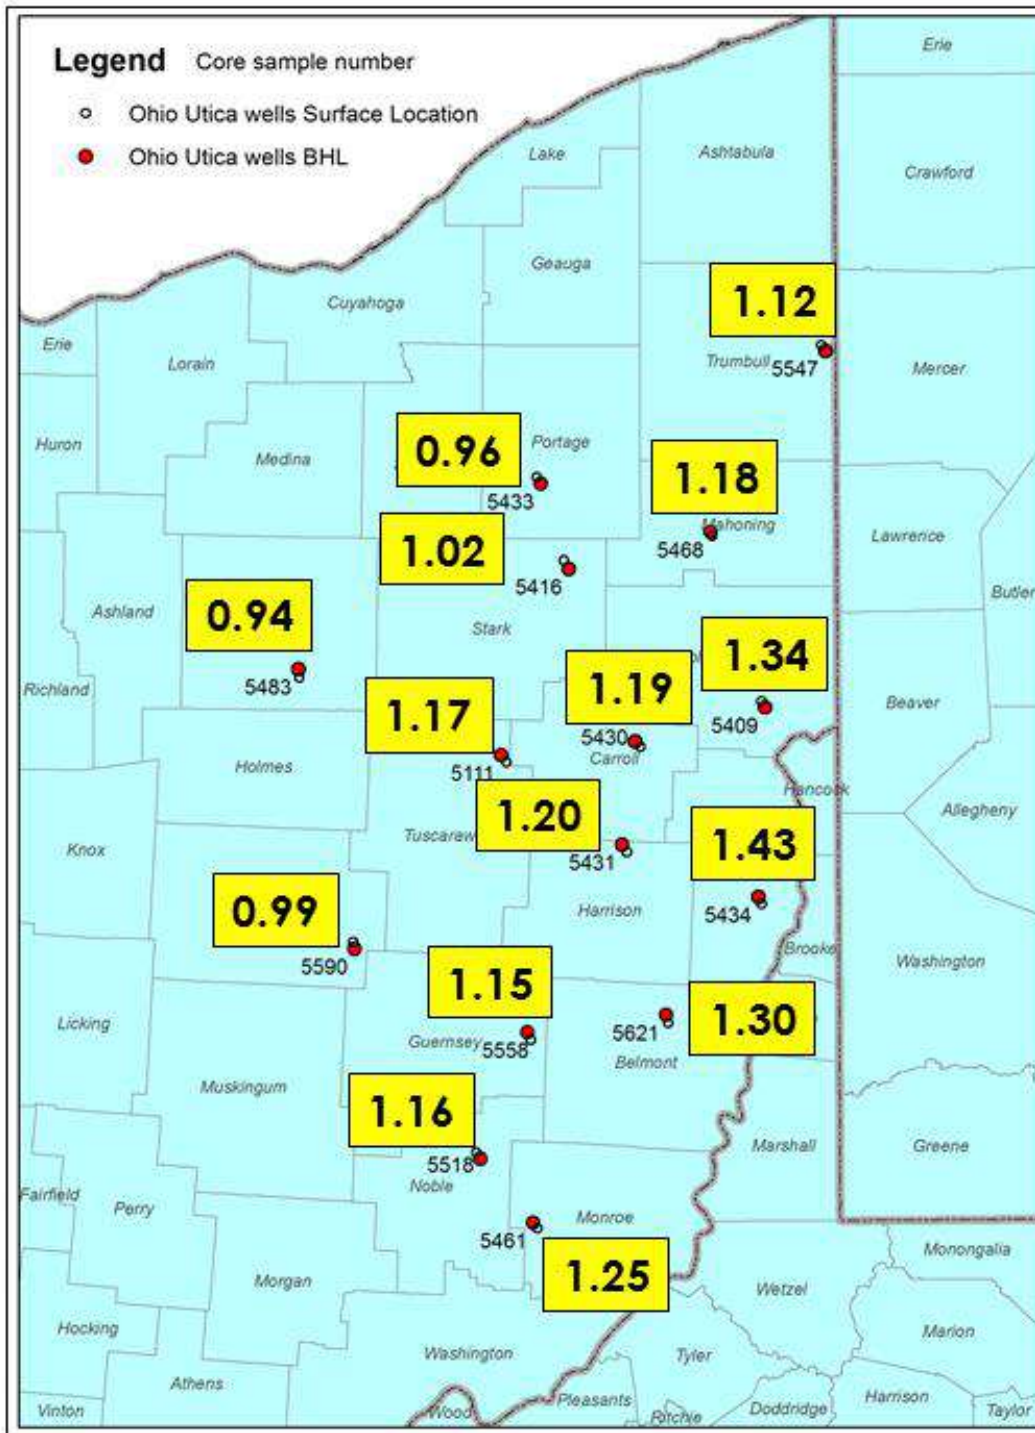 Legend Core sample number
Ohio Utica wells Surface Location
Ohio Utica wells BHL
Erie
Lake
Ashtabula
Crawford
Geauga
Cuyahoga
1.12
Erie
Lorain
Trumbull
5547
Mercer
Huron
Medina
0.96
Portage
5433
1.18
Mahoning
5468
Lawrence
1.02
5416
Butler
Ashland
0.94
Stark
5483
Richland
1.34
1.19
5409
Beaver
1.17
5430
Carroll
5111
Holmes
Hancock
Allegheny
1.20
Tuscaraw
5431
Knox
1.43
5434
0.99
Harrison
5590
Brooke
Washington
1.15
Licking
Guernsey
5558
5621
1.30
Belmont
Muskingum
1.16
5518
Noble
Marshall
Greene
Fairfield
Perry
Monroe
5461
1.25
Morgan
Wetzel
Monongalia
Hocking
Washington
Tyler
Marion
Athens
Vinton
Wood
Pleasants
Ritchie
Doddridge
Harrison
Taylor